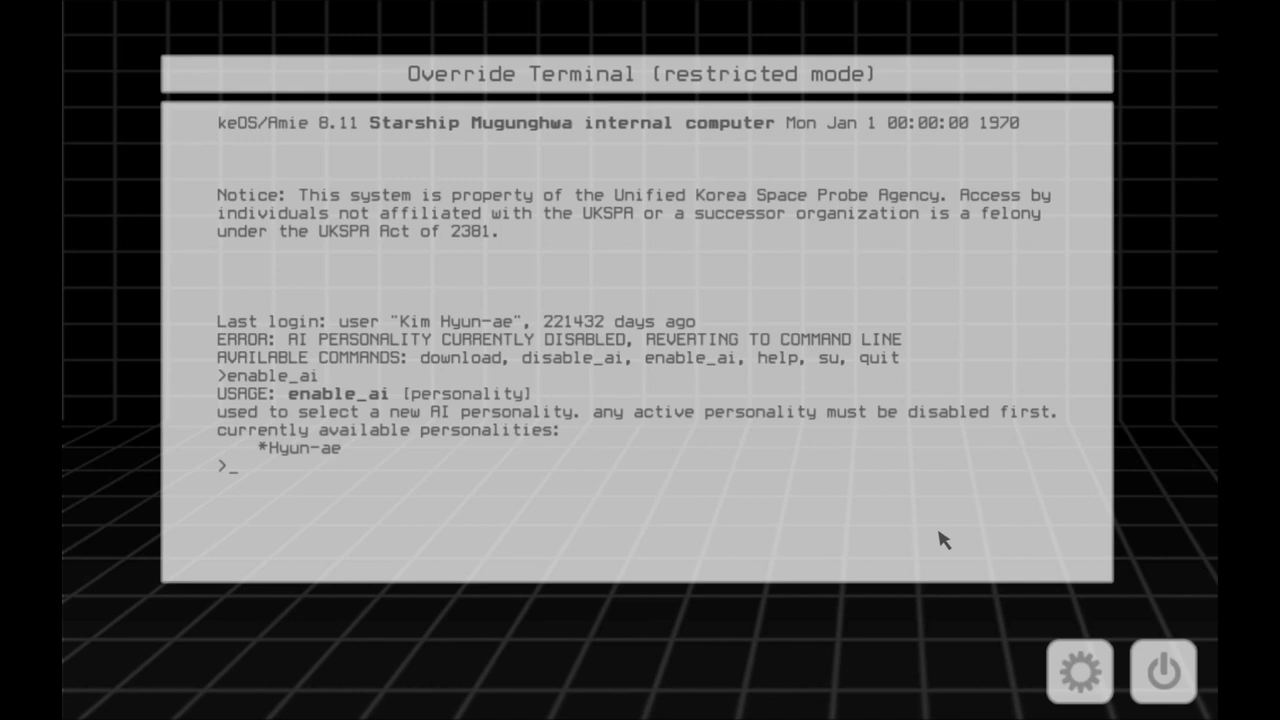 Override Terminal (restricted mode)
keOS/Amie 8.11 Starship Mugunghwa internal computer Mon Jan 1 00:00:00 1970
Notice: This system is property of the Unified Korea Space Probe Agency. Access by
individuals not affiliated with the UKSPA or a successor organization is a felony
under the UKSPA Act of 2381.
Last login: user "Kim Hyun-ae", 221432 days ago
ERROR: AI PERSONALITY CURRENTLY DISABLED, REVERTING TO COMMAND LINE
AVAILABLE COMMANDS: download, disable_ai, enable_ai, help, su, quit
>enable_ai
USAGE: enable_ai [personality]
used to select a new AI personality. any active personality must be disabled first.
currently available personalities:
*Hyun-ae
>_